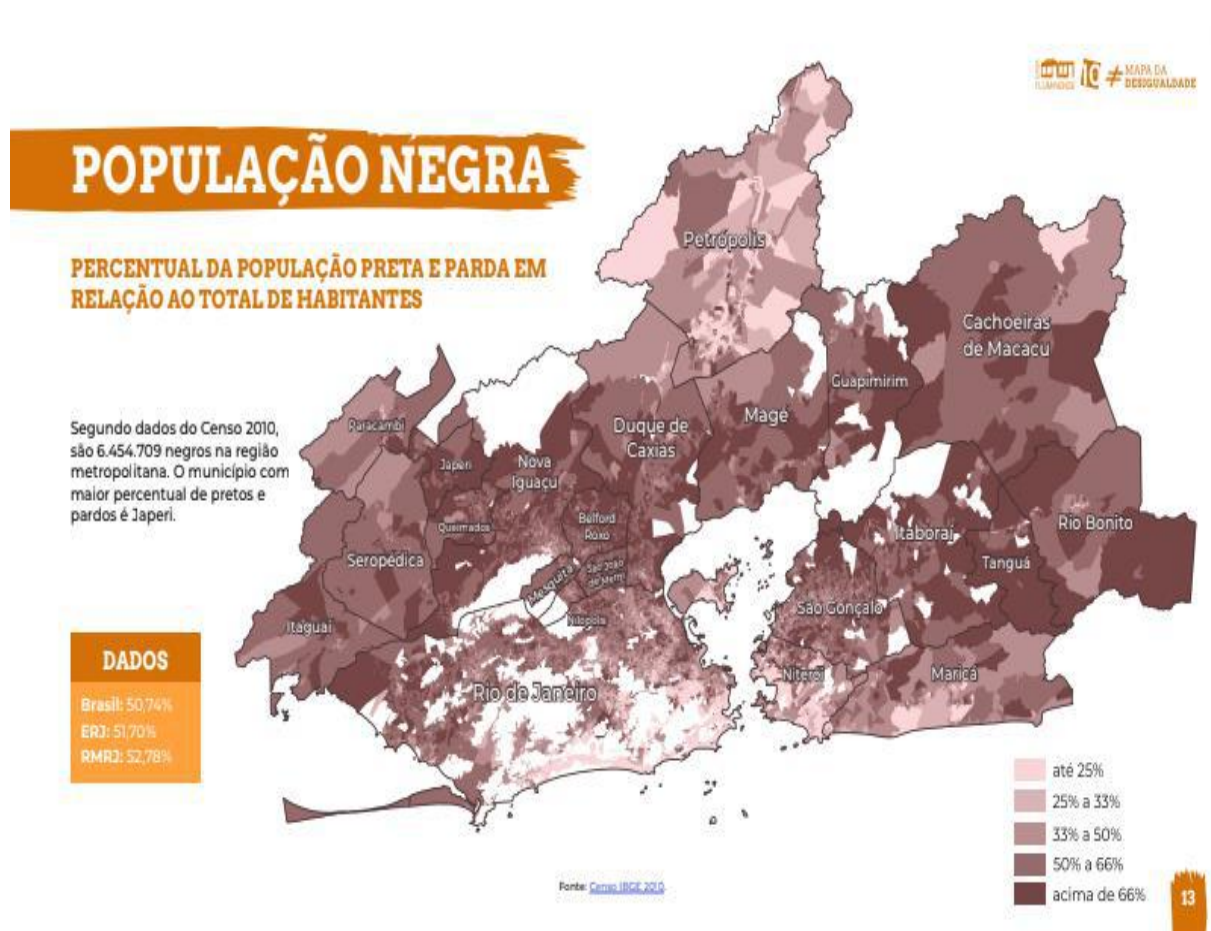 MAPA DA
DESIGUALDADE
POPULAÇÃO NEGRA
PERCENTUAL DA POPULAÇÃO PRETA E PARDA EM
RELAÇÃO AO TOTAL DE HABITANTES
Segundo dados do Censo 2010,
são 6.454.709 negros na região
metropolitana. O município com
maior percentual de pretos e
pardos é Japeri.
DADOS
Brasil: 50,74%
ERJ: 51,70%
RMRJ: 52,78%
Petrópolis
Cachoeiras
de Macacu
Guapimirim
Magé
Duque de
Caxias
Paracambi
Japeri
Nova
Iguaçu
Queimados
Belford
Roxo
Itaboraí
Rio Bonito
Seropédica
Tanguá
Mesquita
São João
de Meriti
São Gonçalo
Nilópolis
Itaguaí
Niterói
Maricá
Rio de Janeiro
até 25%
25% a 33%
33% a 50%
50% a 66%
acima de 66%
Fonte: Censo IBGE 2010.
13